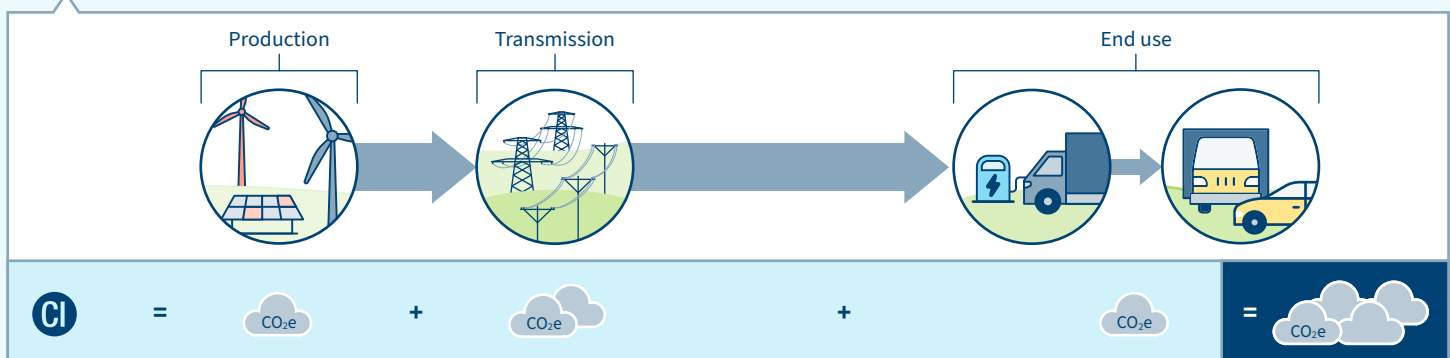 Production
Transmission
End use
CI = CO₂e + CO₂e + CO₂e = CO₂e